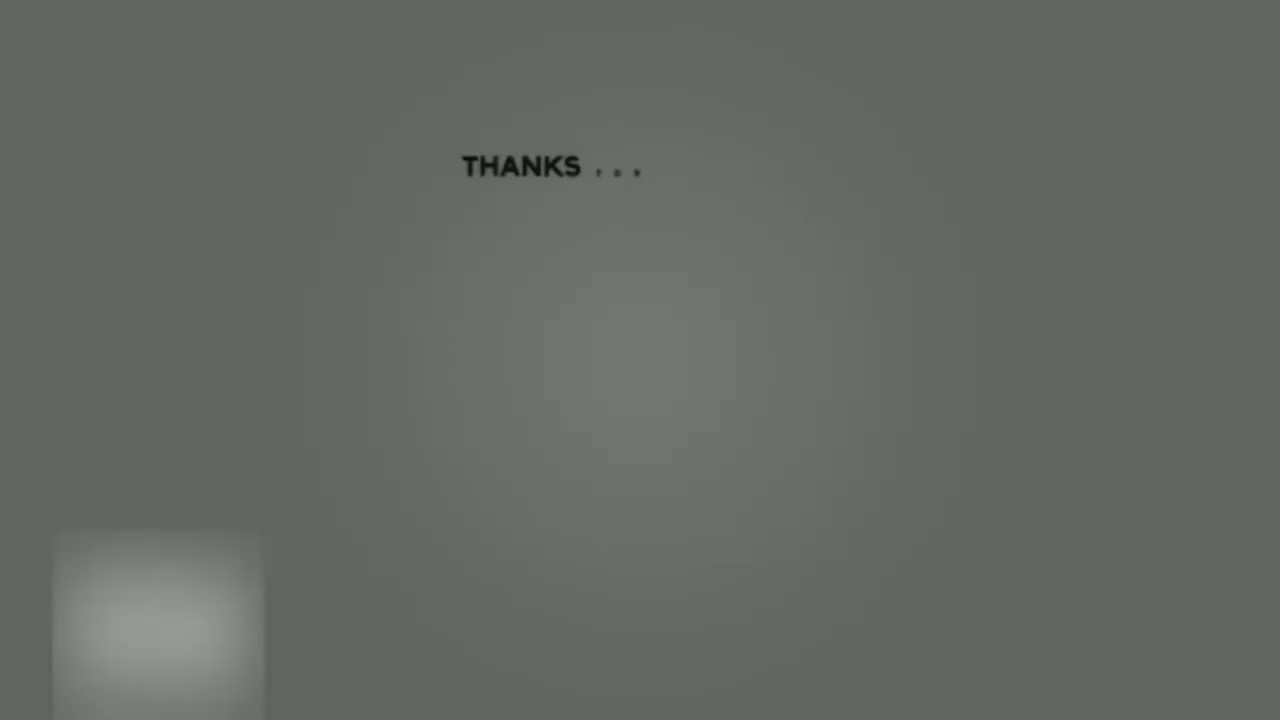 THANKS . . .